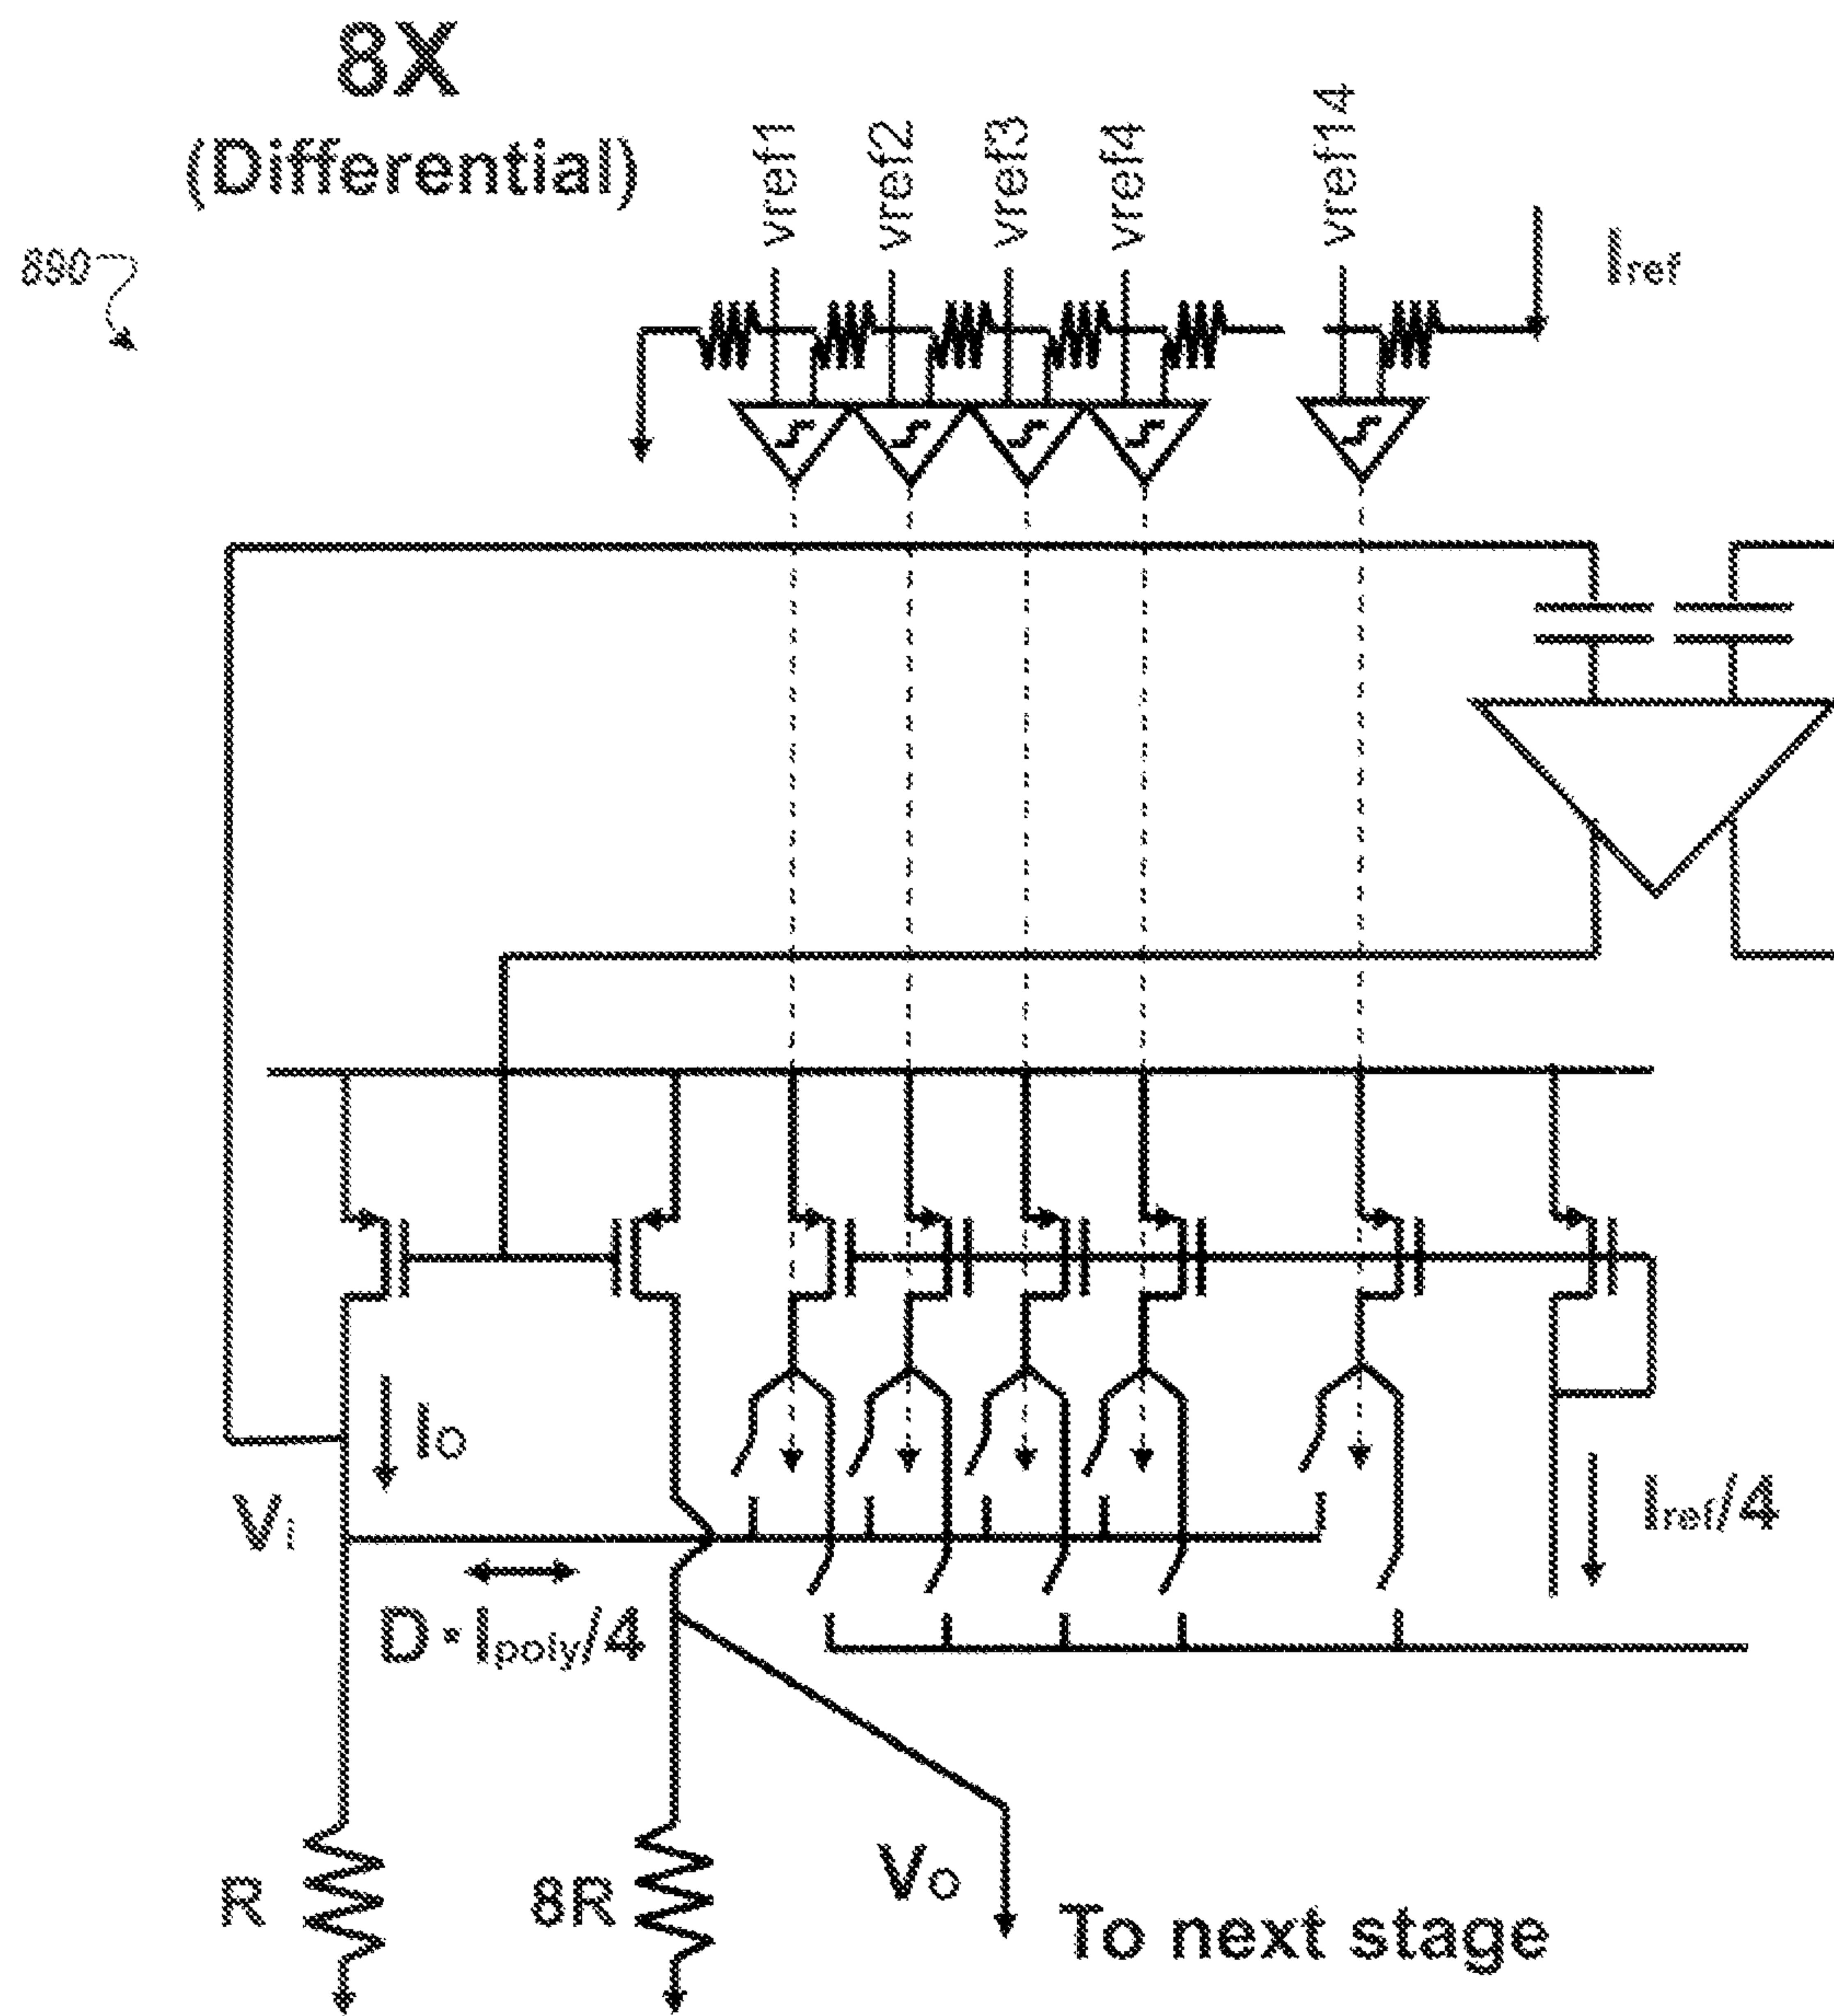 8X
(Differential)
890
vref1
vref2
vref3
vref4
vref14
Iref
IO
Vi
Iref/4
D • Ipoly/4
R
8R
VO
To next stage